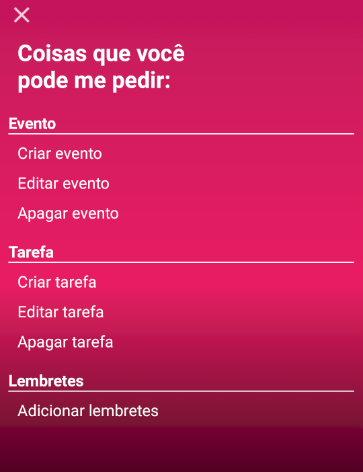 Coisas que você
pode me pedir:
Evento
Criar evento
Editar evento
Apagar evento
Tarefa
Criar tarefa
Editar tarefa
Apagar tarefa
Lembretes
Adicionar lembretes